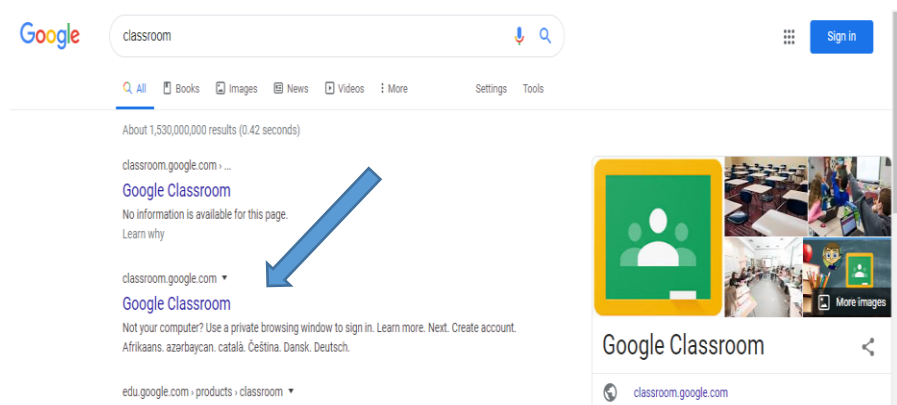 Google
classroom
Sign in
All Books Images News Videos More Settings Tools
About 1,530,000,000 results (0.42 seconds)
classroom.google.com › ...
Google Classroom
No information is available for this page.
Learn why
classroom.google.com
Google Classroom
Not your computer? Use a private browsing window to sign in. Learn more. Next. Create account.
Afrikaans. azərbaycan. català. Čeština. Dansk. Deutsch.
edu.google.com › products › classroom
More images
Google Classroom
classroom.google.com